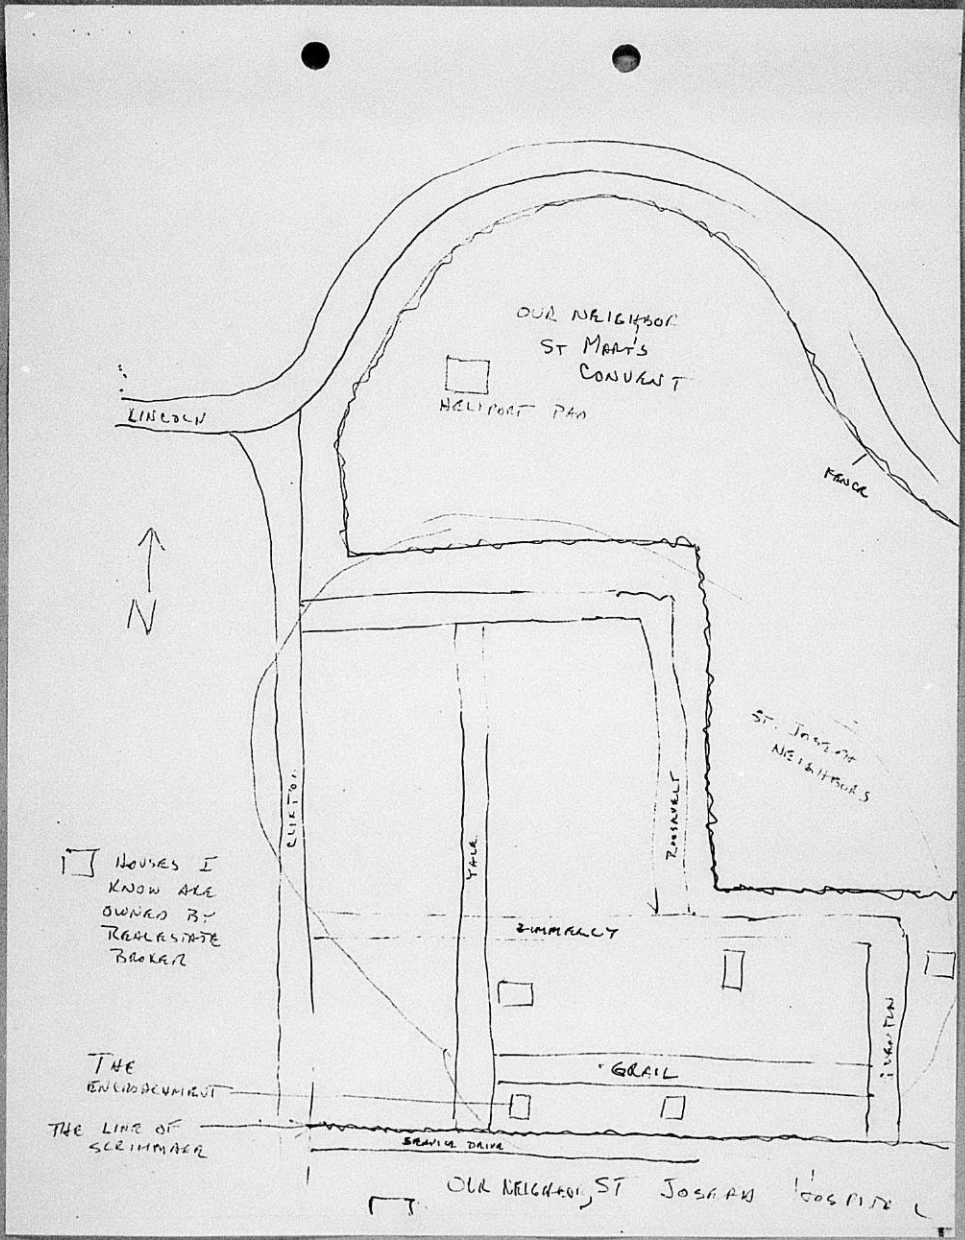 OUR NEIGHBOR
ST MARY'S
CONVENT
HELIPORT PAD
LINCOLN
FENCE
N
ST. JOSEPH
NEIGHBORS
CLIFTON
YALE
ROOSEVELT
HOUSES I
KNOW ARE
OWNED BY
REALESTATE
BROKER
ZIMMERLY
GRAIL
THE
ENCROACHMENT
THE LINE OF
SERVICE DRIVE
OUR NEIGHBOR, ST JOSEPH HOSPITAL